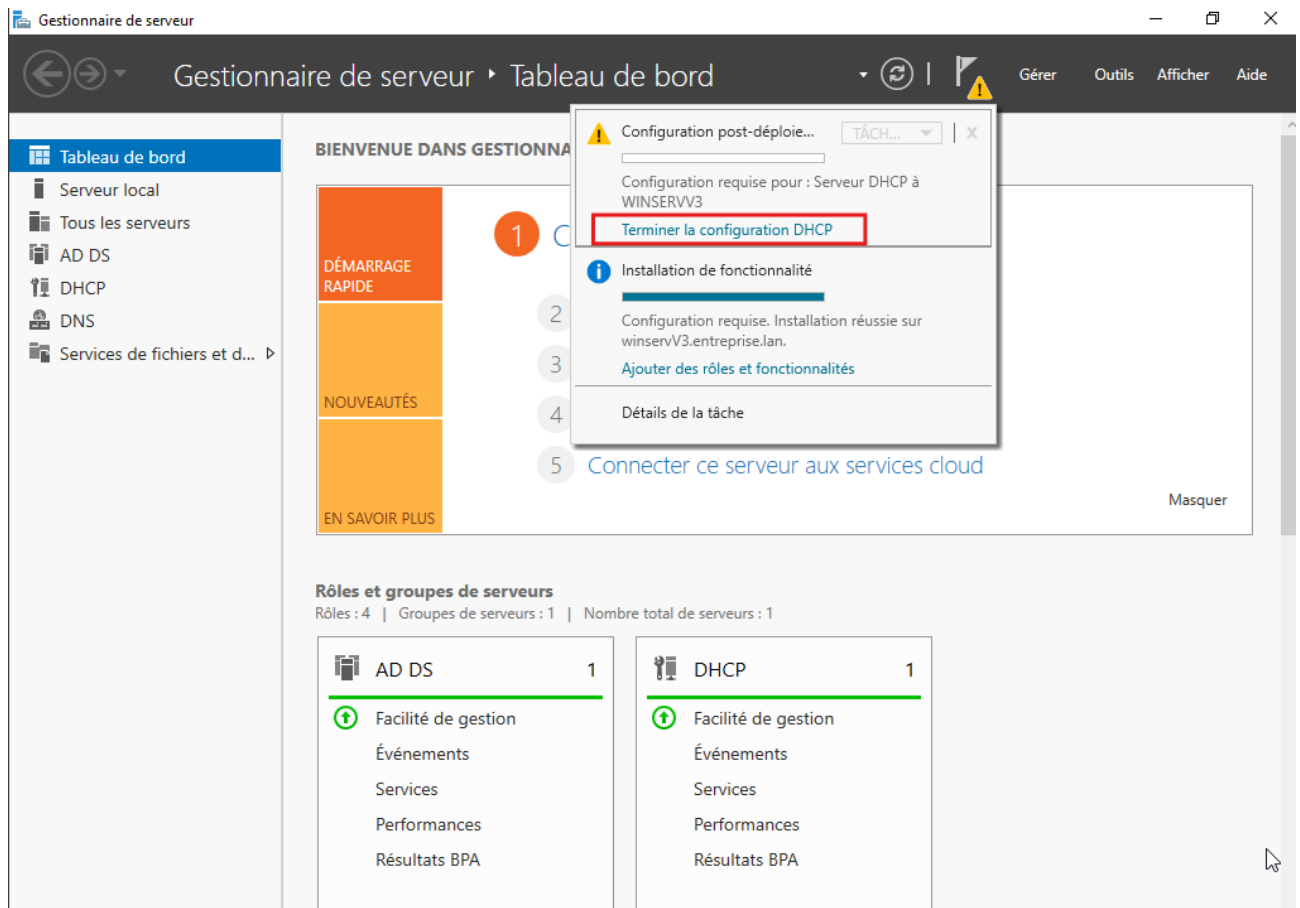 Gestionnaire de serveur
Gestionnaire de serveur ‣ Tableau de bord
Gérer Outils Afficher Aide
Tableau de bord
Serveur local
Tous les serveurs
AD DS
DHCP
DNS
Services de fichiers et d...
BIENVENUE DANS GESTIONNA
DÉMARRAGE
RAPIDE
NOUVEAUTÉS
EN SAVOIR PLUS
1 C
2
3
4
5 Connecter ce serveur aux services cloud
Masquer
Configuration post-déploie... TÂCH... x
Configuration requise pour : Serveur DHCP à
WINSERVV3
Terminer la configuration DHCP
Installation de fonctionnalité
Configuration requise. Installation réussie sur
winservV3.entreprise.lan.
Ajouter des rôles et fonctionnalités
Détails de la tâche
Rôles et groupes de serveurs
Rôles : 4 | Groupes de serveurs : 1 | Nombre total de serveurs : 1
AD DS 1
Facilité de gestion
Événements
Services
Performances
Résultats BPA
DHCP 1
Facilité de gestion
Événements
Services
Performances
Résultats BPA